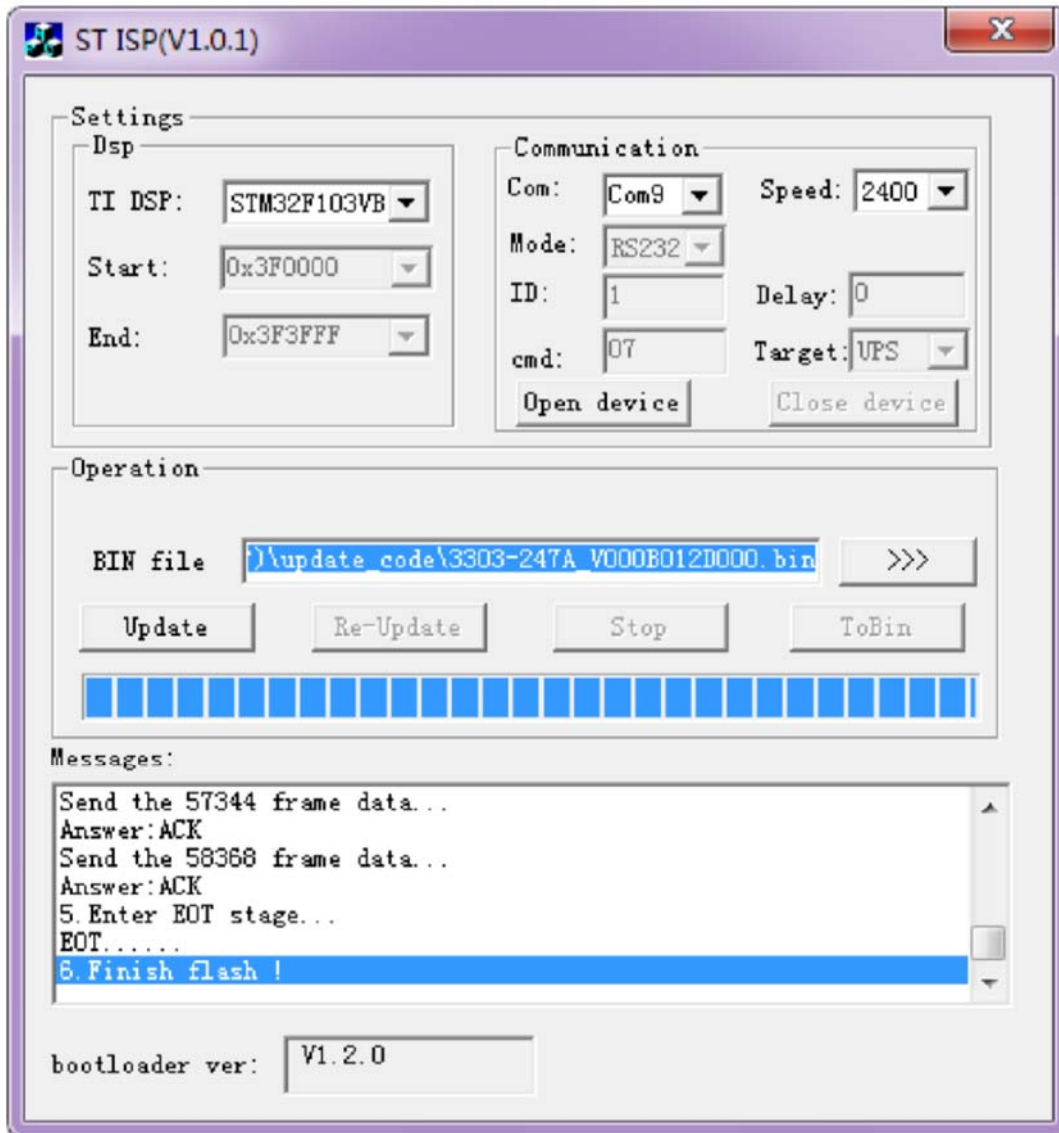 ST ISP(V1.0.1)
Settings
Dsp
TI DSP: STM32F103VB
Start: 0x3F0000
End: 0x3F3FFF
Communication
Com: Com9 Speed: 2400
Mode: RS232
ID: 1 Delay: 0
cmd: 07 Target: UPS
Open device Close device
Operation
BIN file )\update_code\3303-247A_V000B012D000.bin >>>
Update Re-Update Stop ToBin
Messages:
Send the 57344 frame data...
Answer:ACK
Send the 58368 frame data...
Answer:ACK
5.Enter EOT stage...
EOT......
6.Finish flash !
bootloader ver: V1.2.0